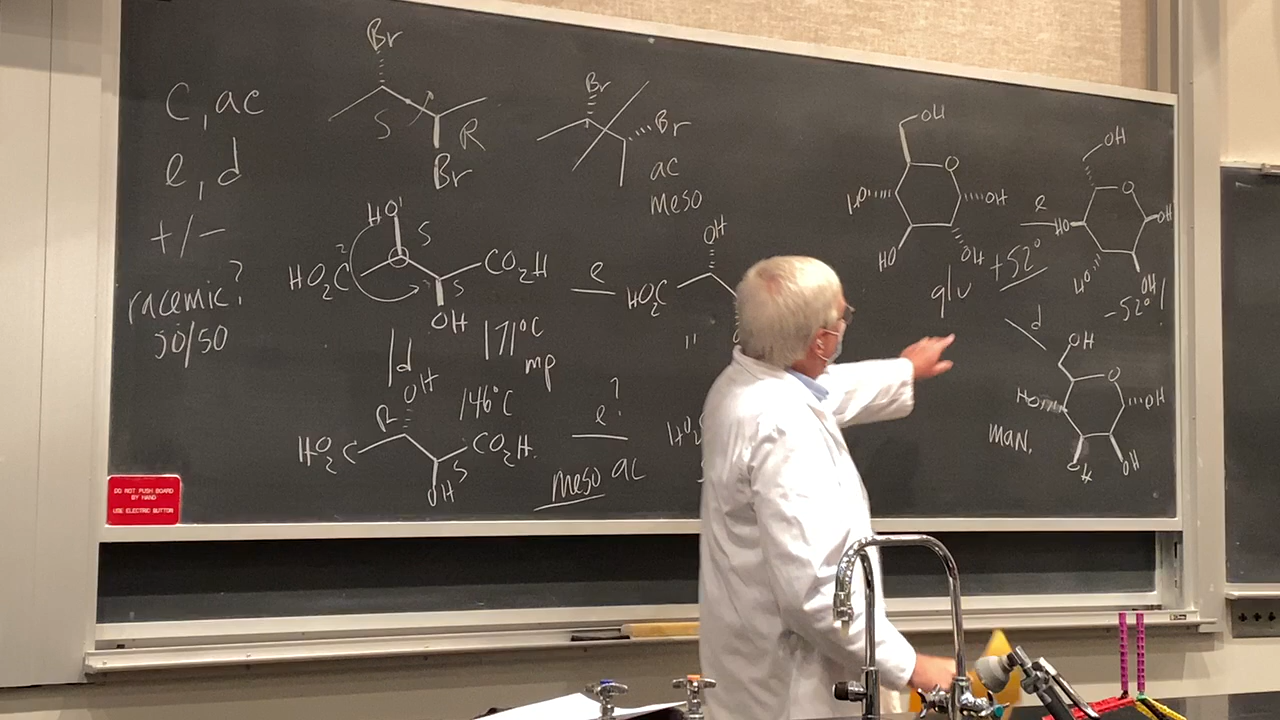 C, ac
e, d
+/-
racemic?
50/50
Br
S
R
Br
Br
Br
ac
meso
HO'
S
2
HO2C
CO2H
S
OH
171°C
mp
e
OH
HO2C
"
d
OH
146°C
R
HO2C
CO2H.
S
OH
e?
meso ac
HO2
OH
O
HO
OH
HO
OH
glu
e
+52°
d
OH
O
HO
OH
HO
OH
-52°!
OH
O
HO
OH
OH
man.
DO NOT PUSH BOARD
BY HAND
USE ELECTRIC BUTTON